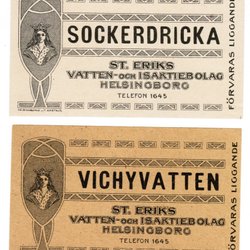 SOCKERDRICKA
ST. ERIKS
VATTEN- OCH ISAKTIEBOLAG
HELSINGBORG
TELEFON 1645
FÖRVARAS LIGGANDE
VICHYVATTEN
ST. ERIKS
VATTEN- OCH ISAKTIEBOLAG
HELSINGBORG
TELEFON 1645
FÖRVARAS LIGGANDE